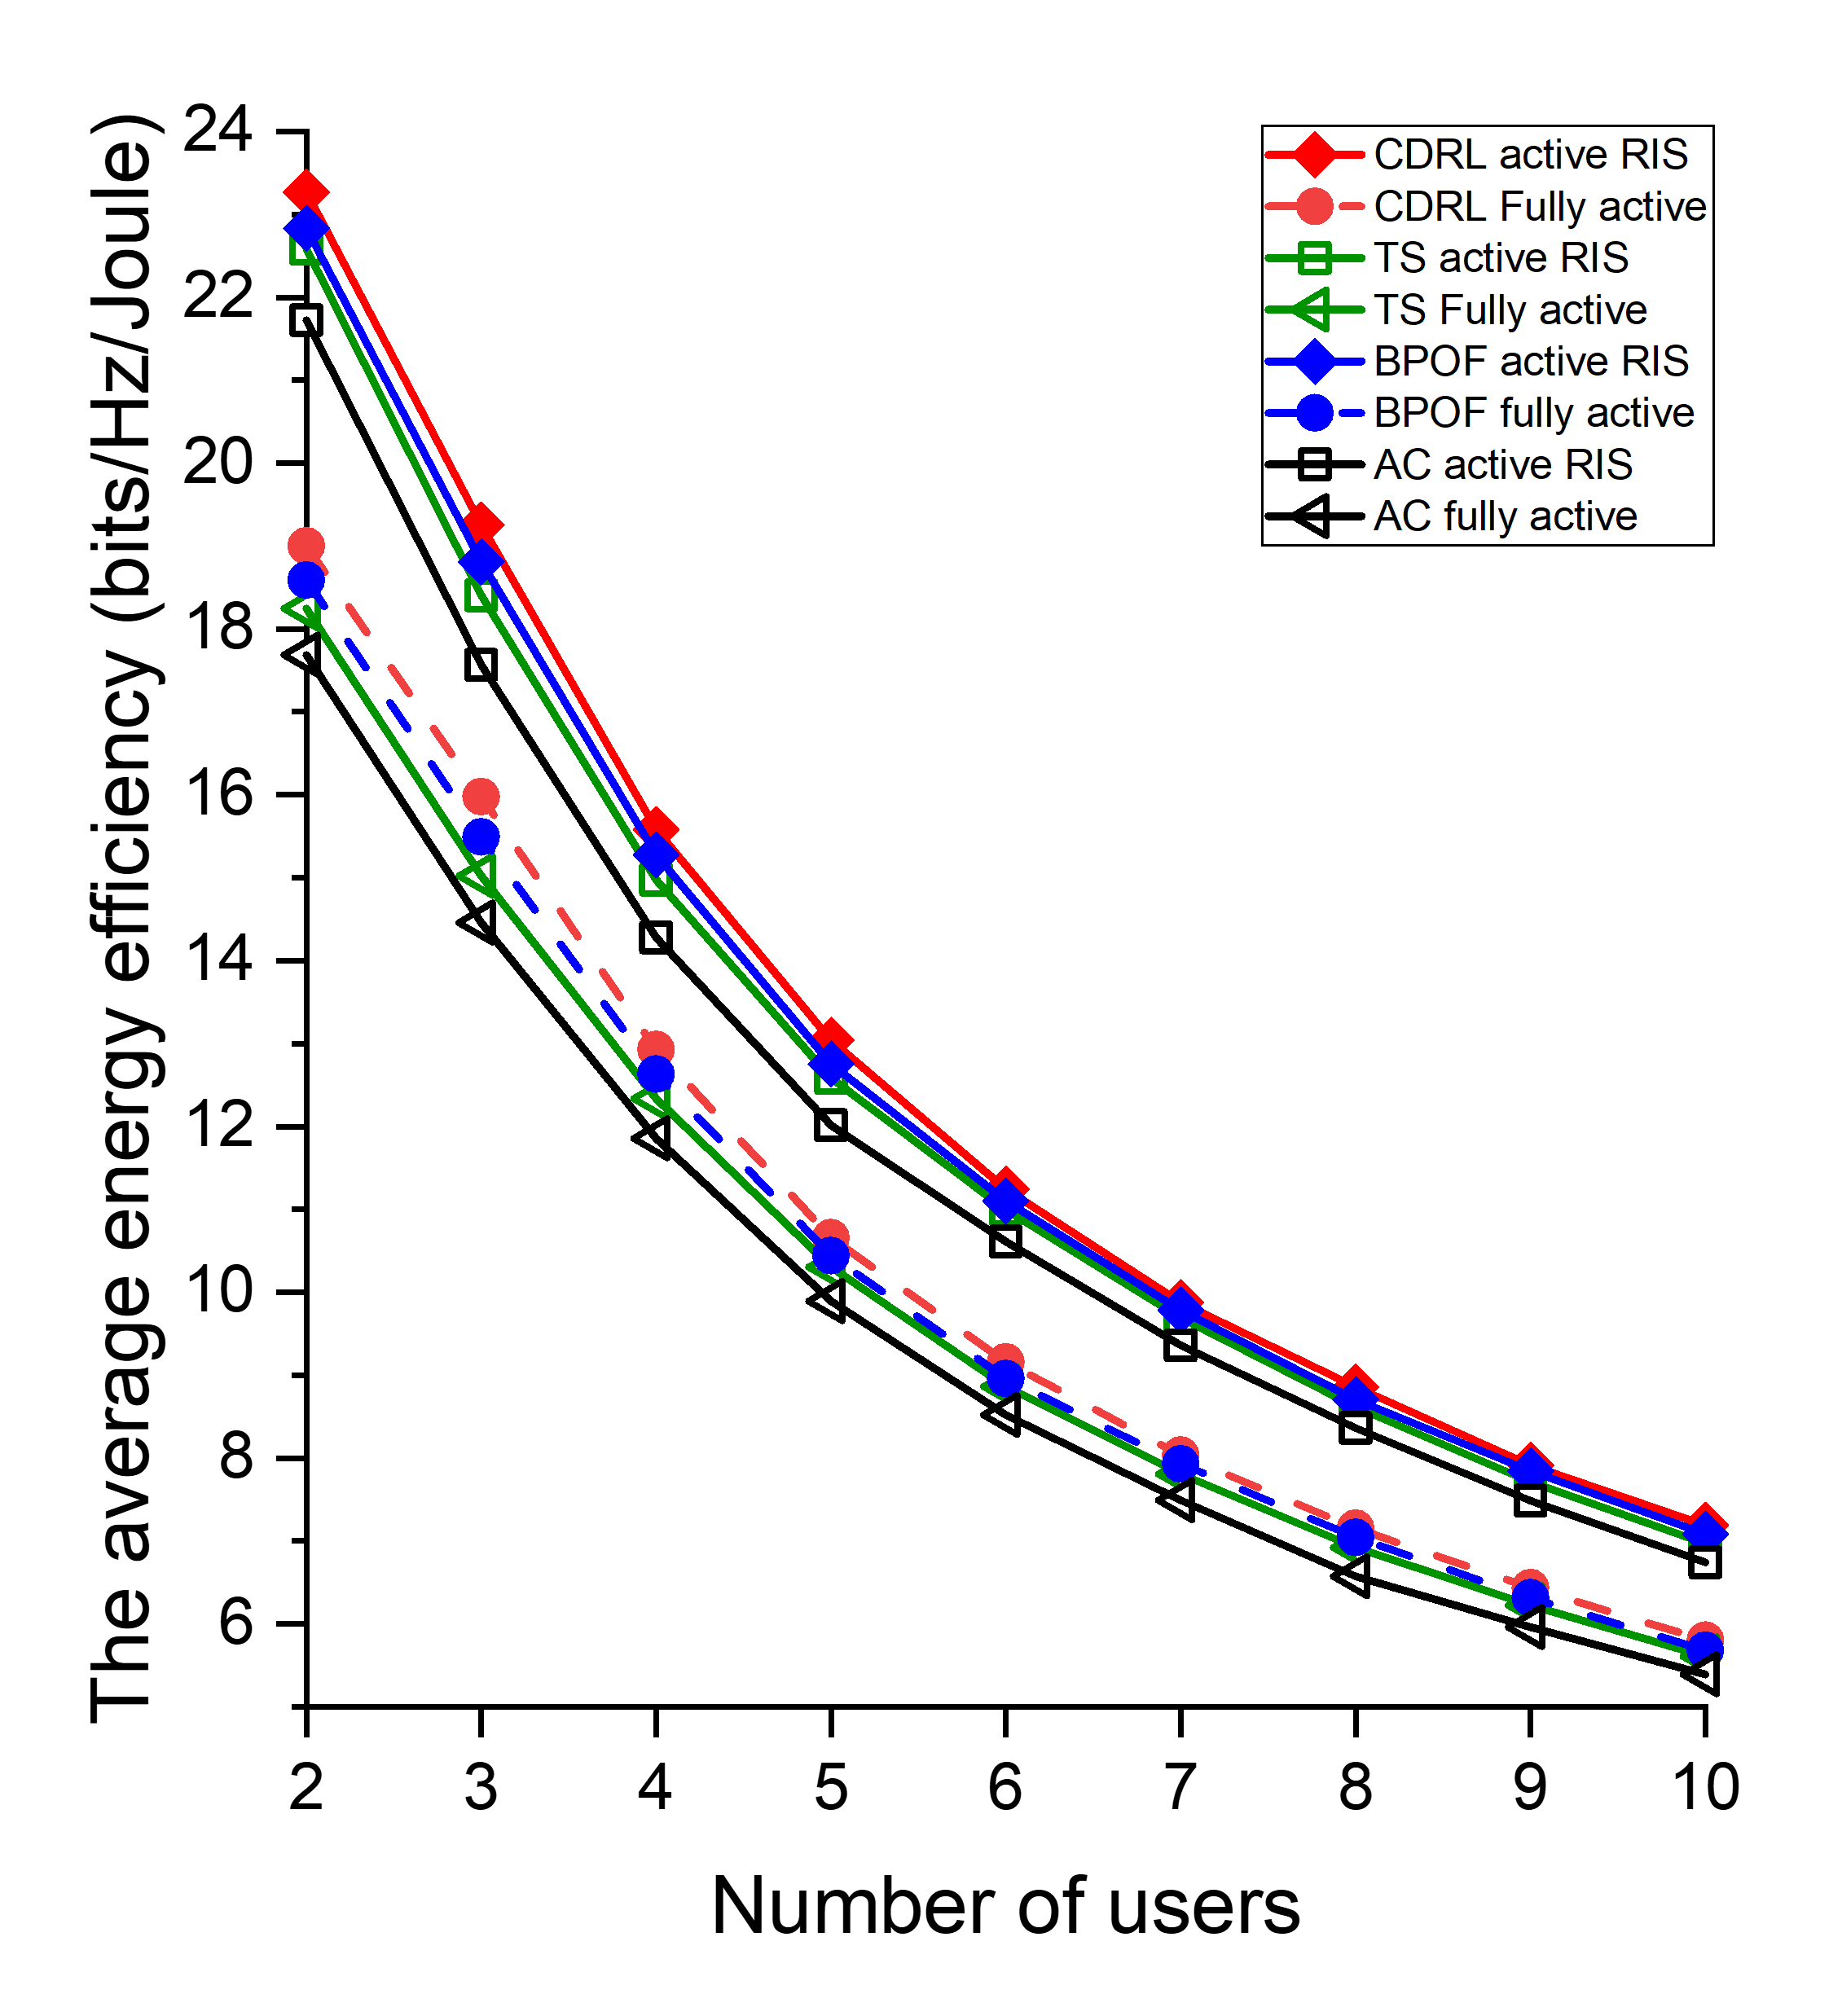 The average energy efficiency (bits/Hz/Joule)
24
22
20
18
16
14
12
10
8
6
CDRL active RIS
CDRL Fully active
TS active RIS
TS Fully active
BPOF active RIS
BPOF fully active
AC active RIS
AC fully active
2 3 4 5 6 7 8 9 10
Number of users